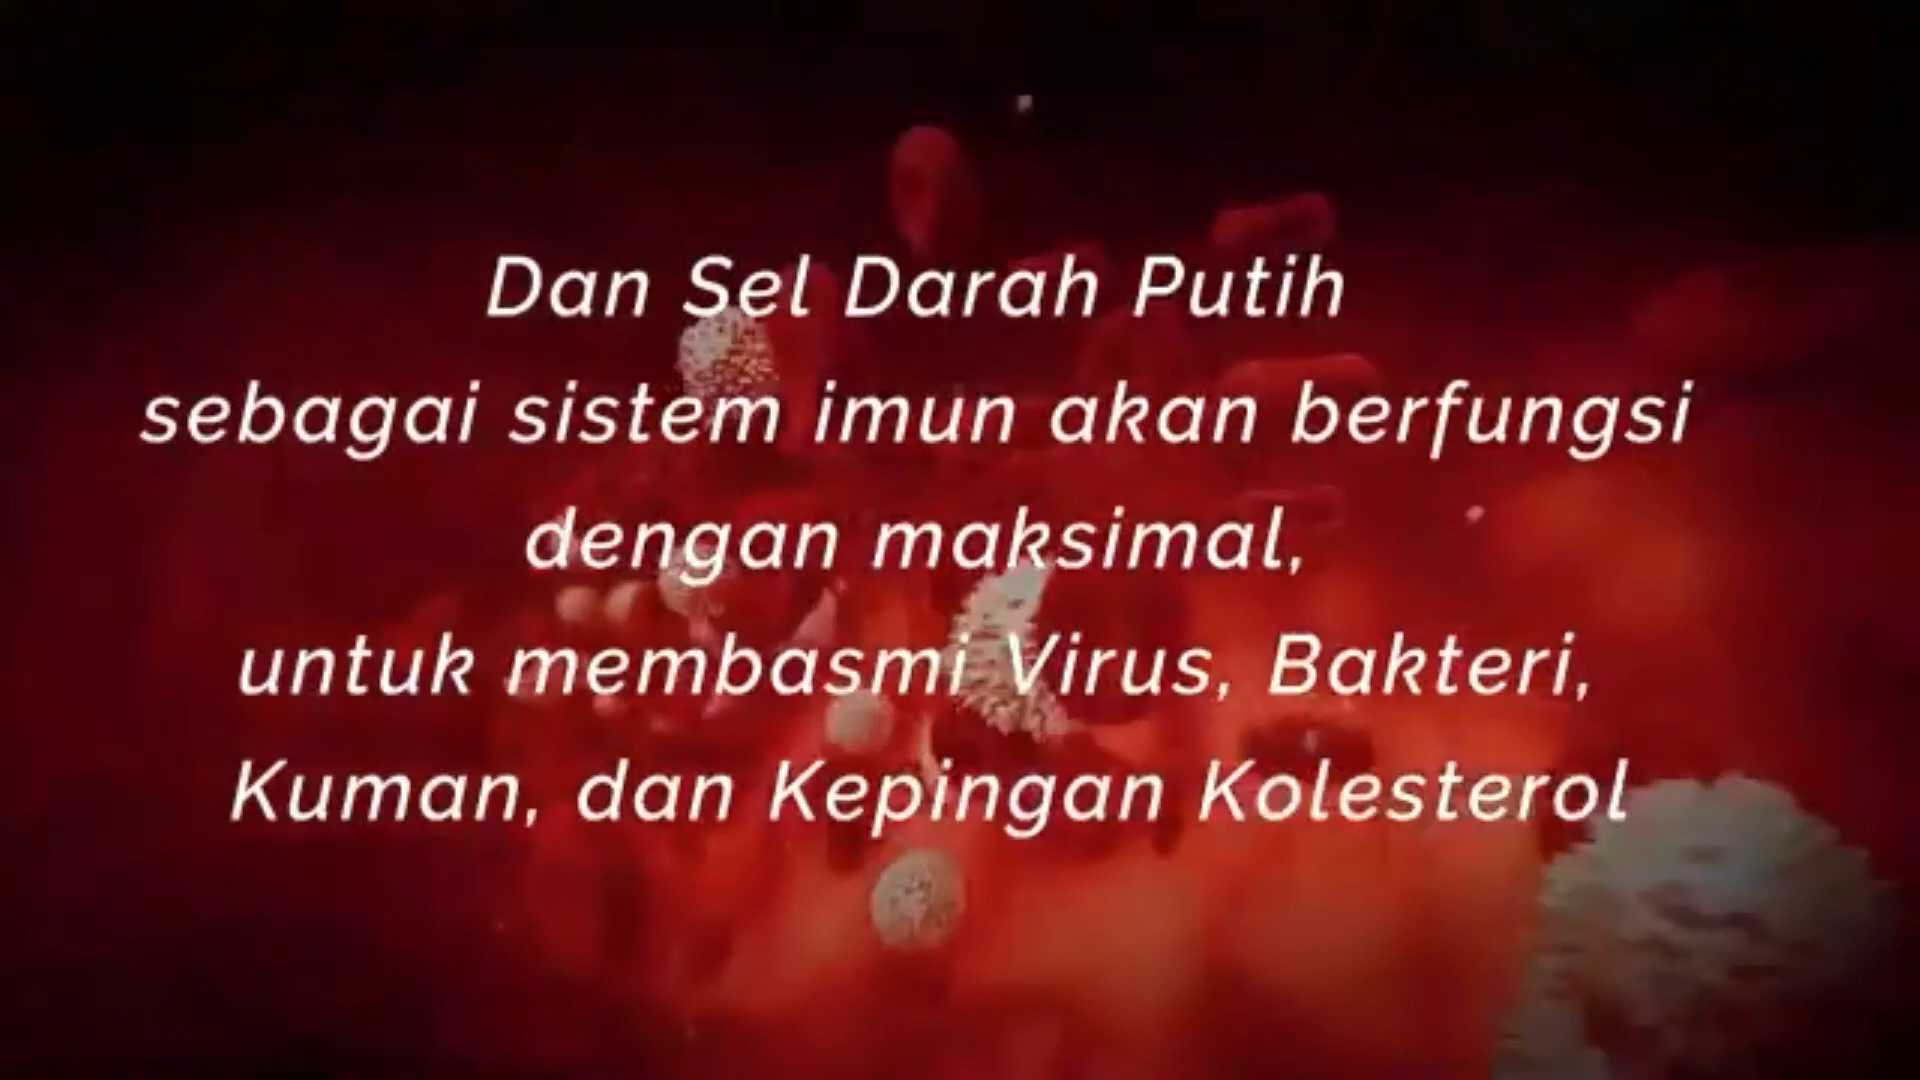 Dan Sel Darah Putih
sebagai sistem imun akan berfungsi
dengan maksimal,
untuk membasmi Virus, Bakteri,
Kuman, dan Kepingan Kolesterol